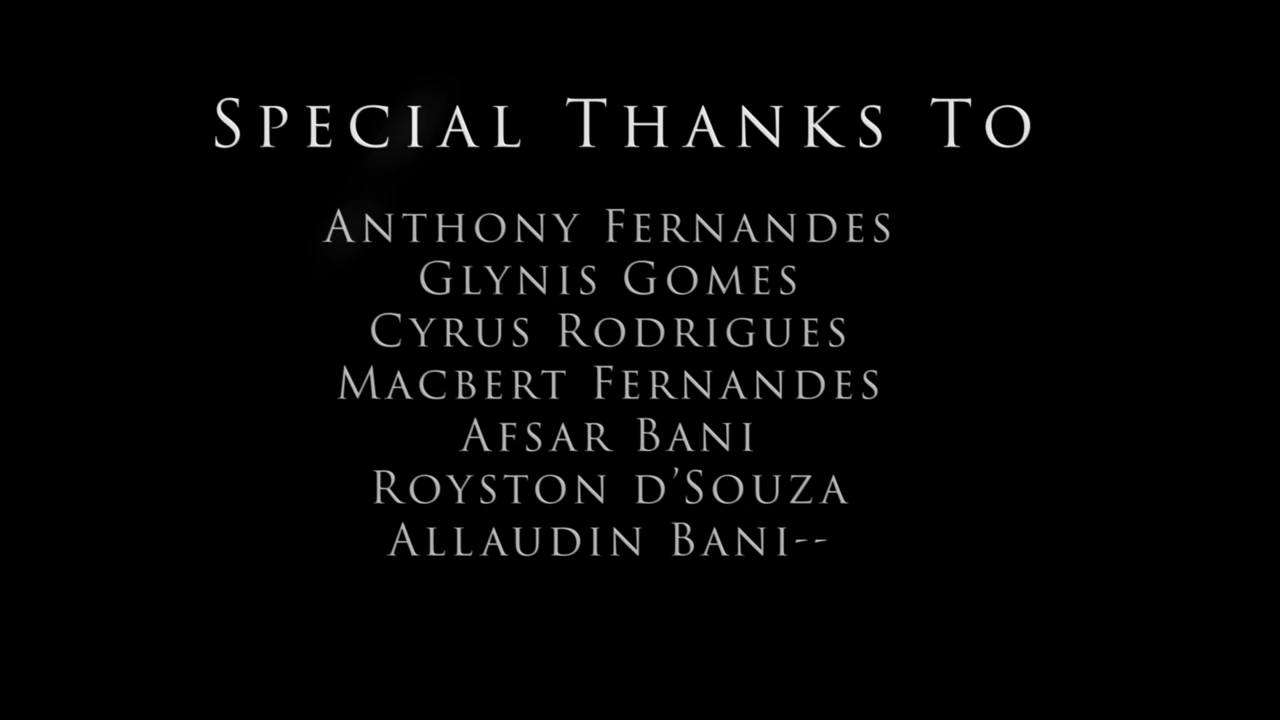 Special Thanks To
Anthony Fernandes
Glynis Gomes
Cyrus Rodrigues
Macbert Fernandes
Afsar Bani
Royston d’Souza
Allaudin Bani--